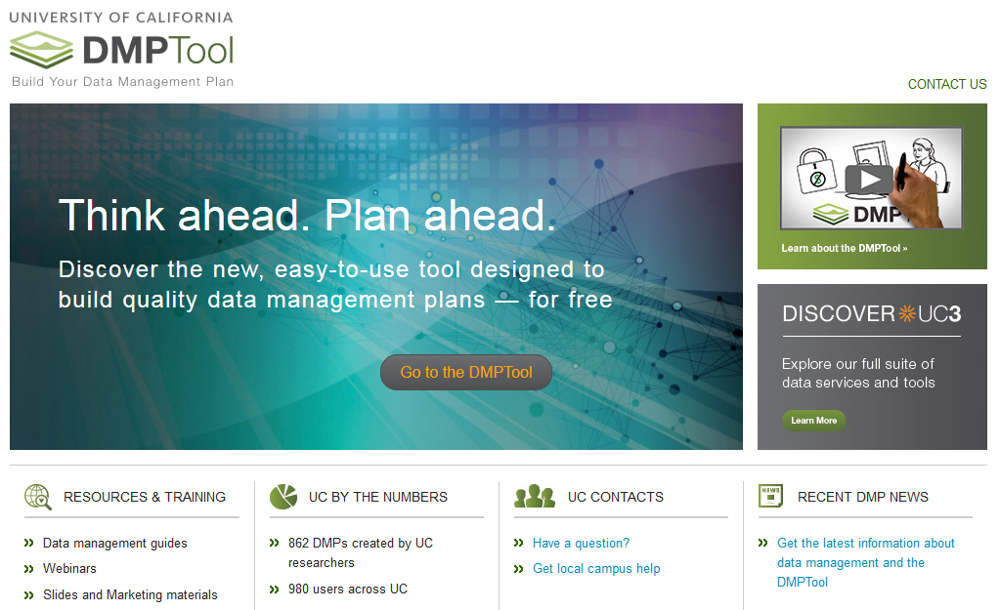 UNIVERSITY OF CALIFORNIA
DMPTool
Build Your Data Management Plan
CONTACT US
Think ahead. Plan ahead.
Discover the new, easy-to-use tool designed to
build quality data management plans — for free
Go to the DMPTool
DMP
Learn about the DMPTool »
DISCOVER UC3
Explore our full suite of
data services and tools
Learn More
RESOURCES & TRAINING
Data management guides
Webinars
Slides and Marketing materials
UC BY THE NUMBERS
862 DMPs created by UC
researchers
980 users across UC
UC CONTACTS
Have a question?
Get local campus help
NEWS
RECENT DMP NEWS
Get the latest information about
data management and the
DMPTool